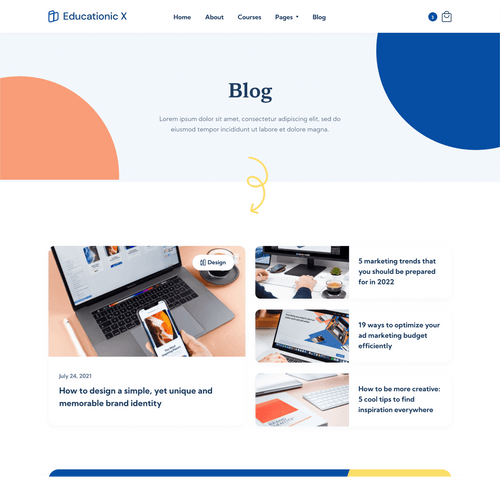 Educationic X
Home About Courses Pages Blog
Blog
Lorem ipsum dolor sit amet, consectetur adipiscing elit, sed do
eiusmod tempor incididunt ut labore et dolore magna.
Design
5 marketing trends that
you should be prepared
for in 2022
19 ways to optimize your
ad marketing budget
efficiently
July 24, 2021
How to design a simple, yet unique and
memorable brand identity
How to be more creative:
5 cool tips to find
inspiration everywhere